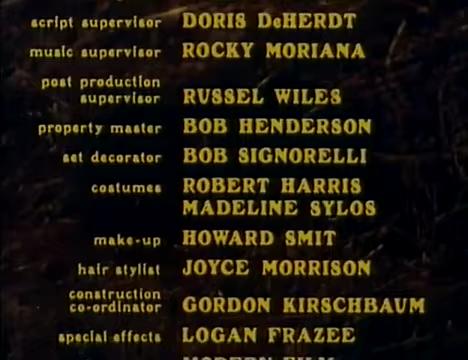 script supervisor DORIS DeHERDT
music supervisor ROCKY MORIANA
post production
supervisor RUSSEL WILES
property master BOB HENDERSON
set decorator BOB SIGNORELLI
costumes ROBERT HARRIS
MADELINE SYLOS
make-up HOWARD SMIT
hair stylist JOYCE MORRISON
construction
co-ordinator GORDON KIRSCHBAUM
special effects LOGAN FRAZEE
MODERN FILM